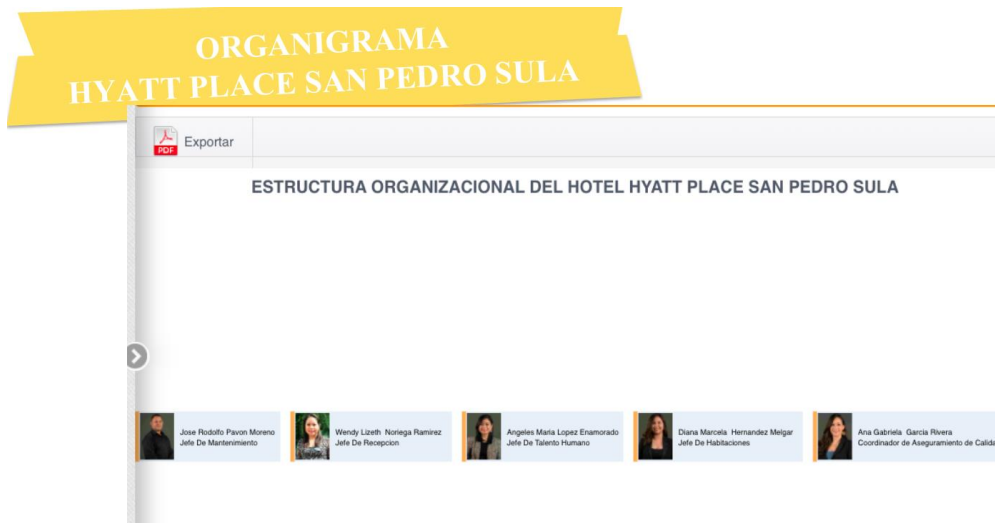 ORGANIGRAMA
HYATT PLACE SAN PEDRO SULA
PDF
Exportar
ESTRUCTURA ORGANIZACIONAL DEL HOTEL HYATT PLACE SAN PEDRO SULA
Jose Rodolfo Pavon Moreno
Jefe De Mantenimiento
Wendy Lizeth Noriega Ramirez
Jefe De Recepcion
Angeles Maria Lopez Enamorado
Jefe De Talento Humano
Diana Marcela Hernandez Melgar
Jefe De Habitaciones
Ana Gabriela Garcia Rivera
Coordinador de Aseguramiento de Calida